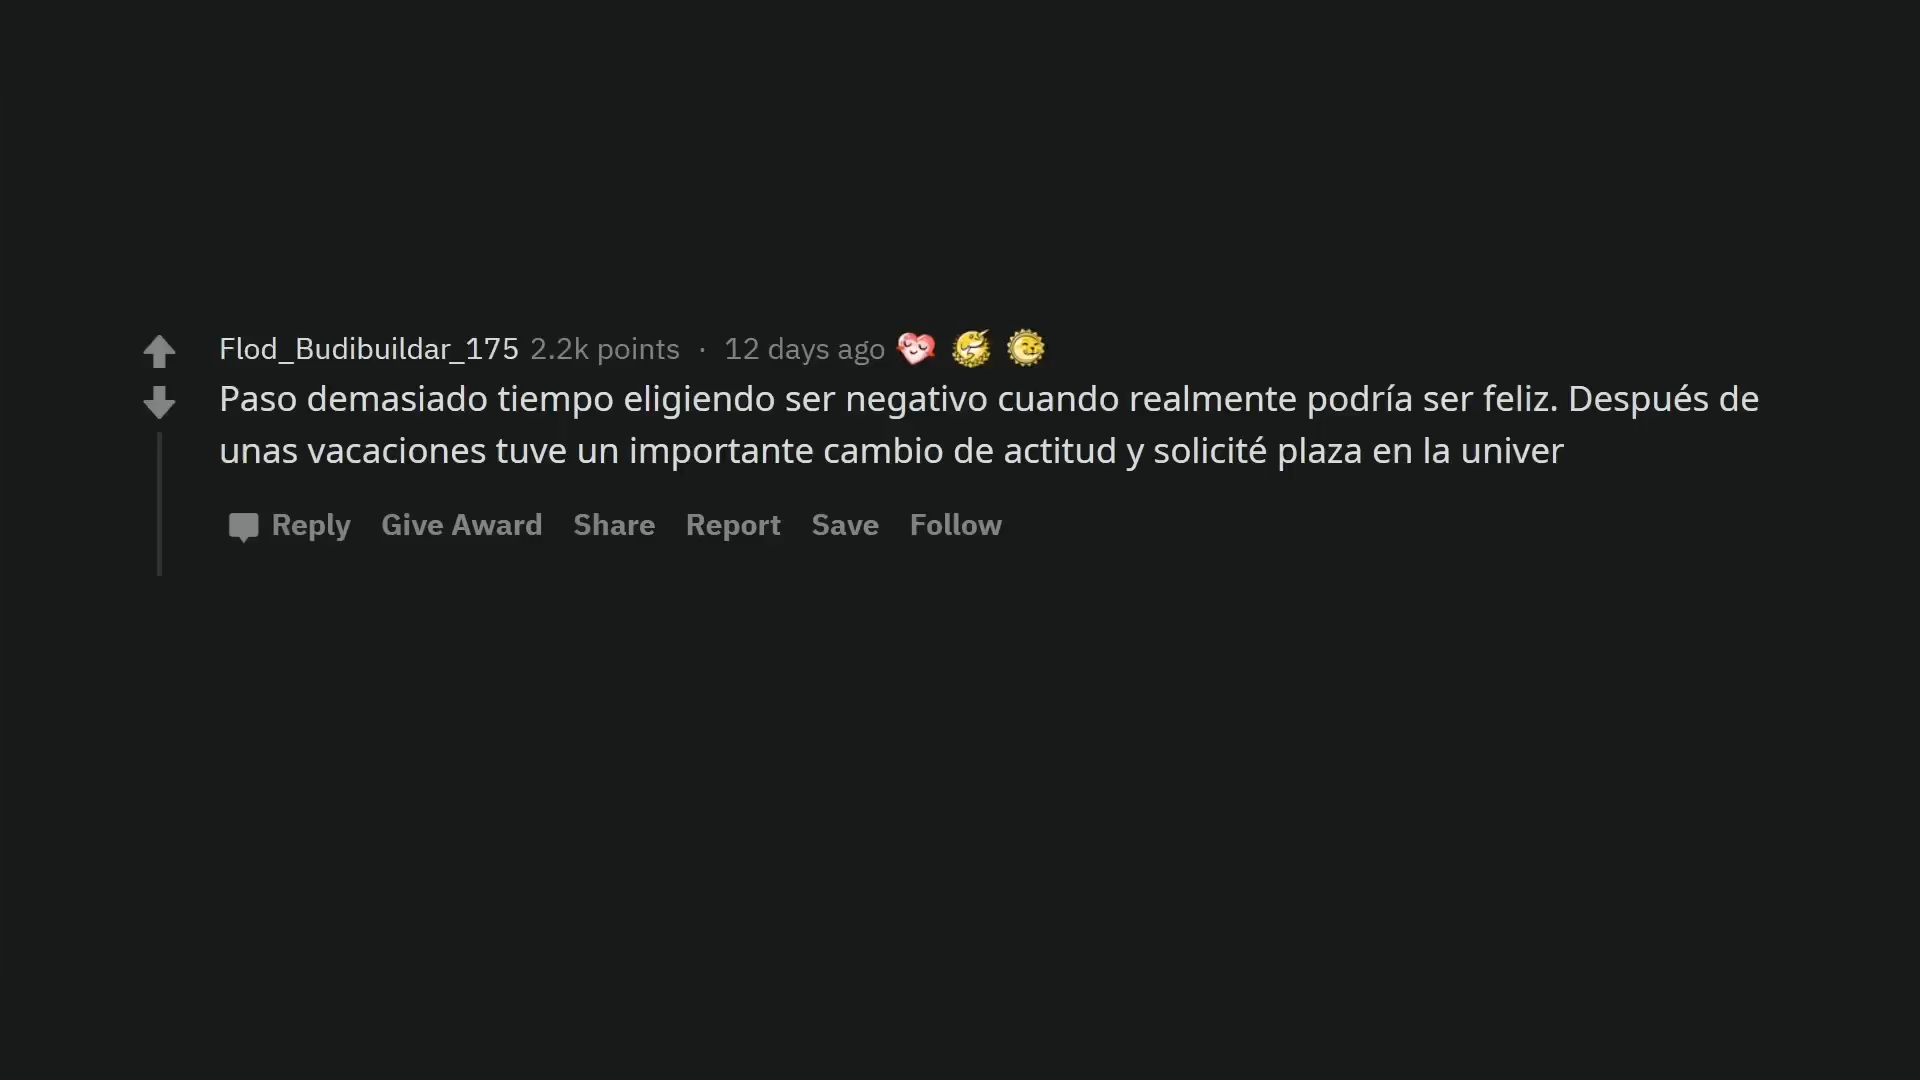 Flod_Budibuildar_175 2.2k points · 12 days ago
Paso demasiado tiempo eligiendo ser negativo cuando realmente podría ser feliz. Después de
unas vacaciones tuve un importante cambio de actitud y solicité plaza en la univer
Reply Give Award Share Report Save Follow